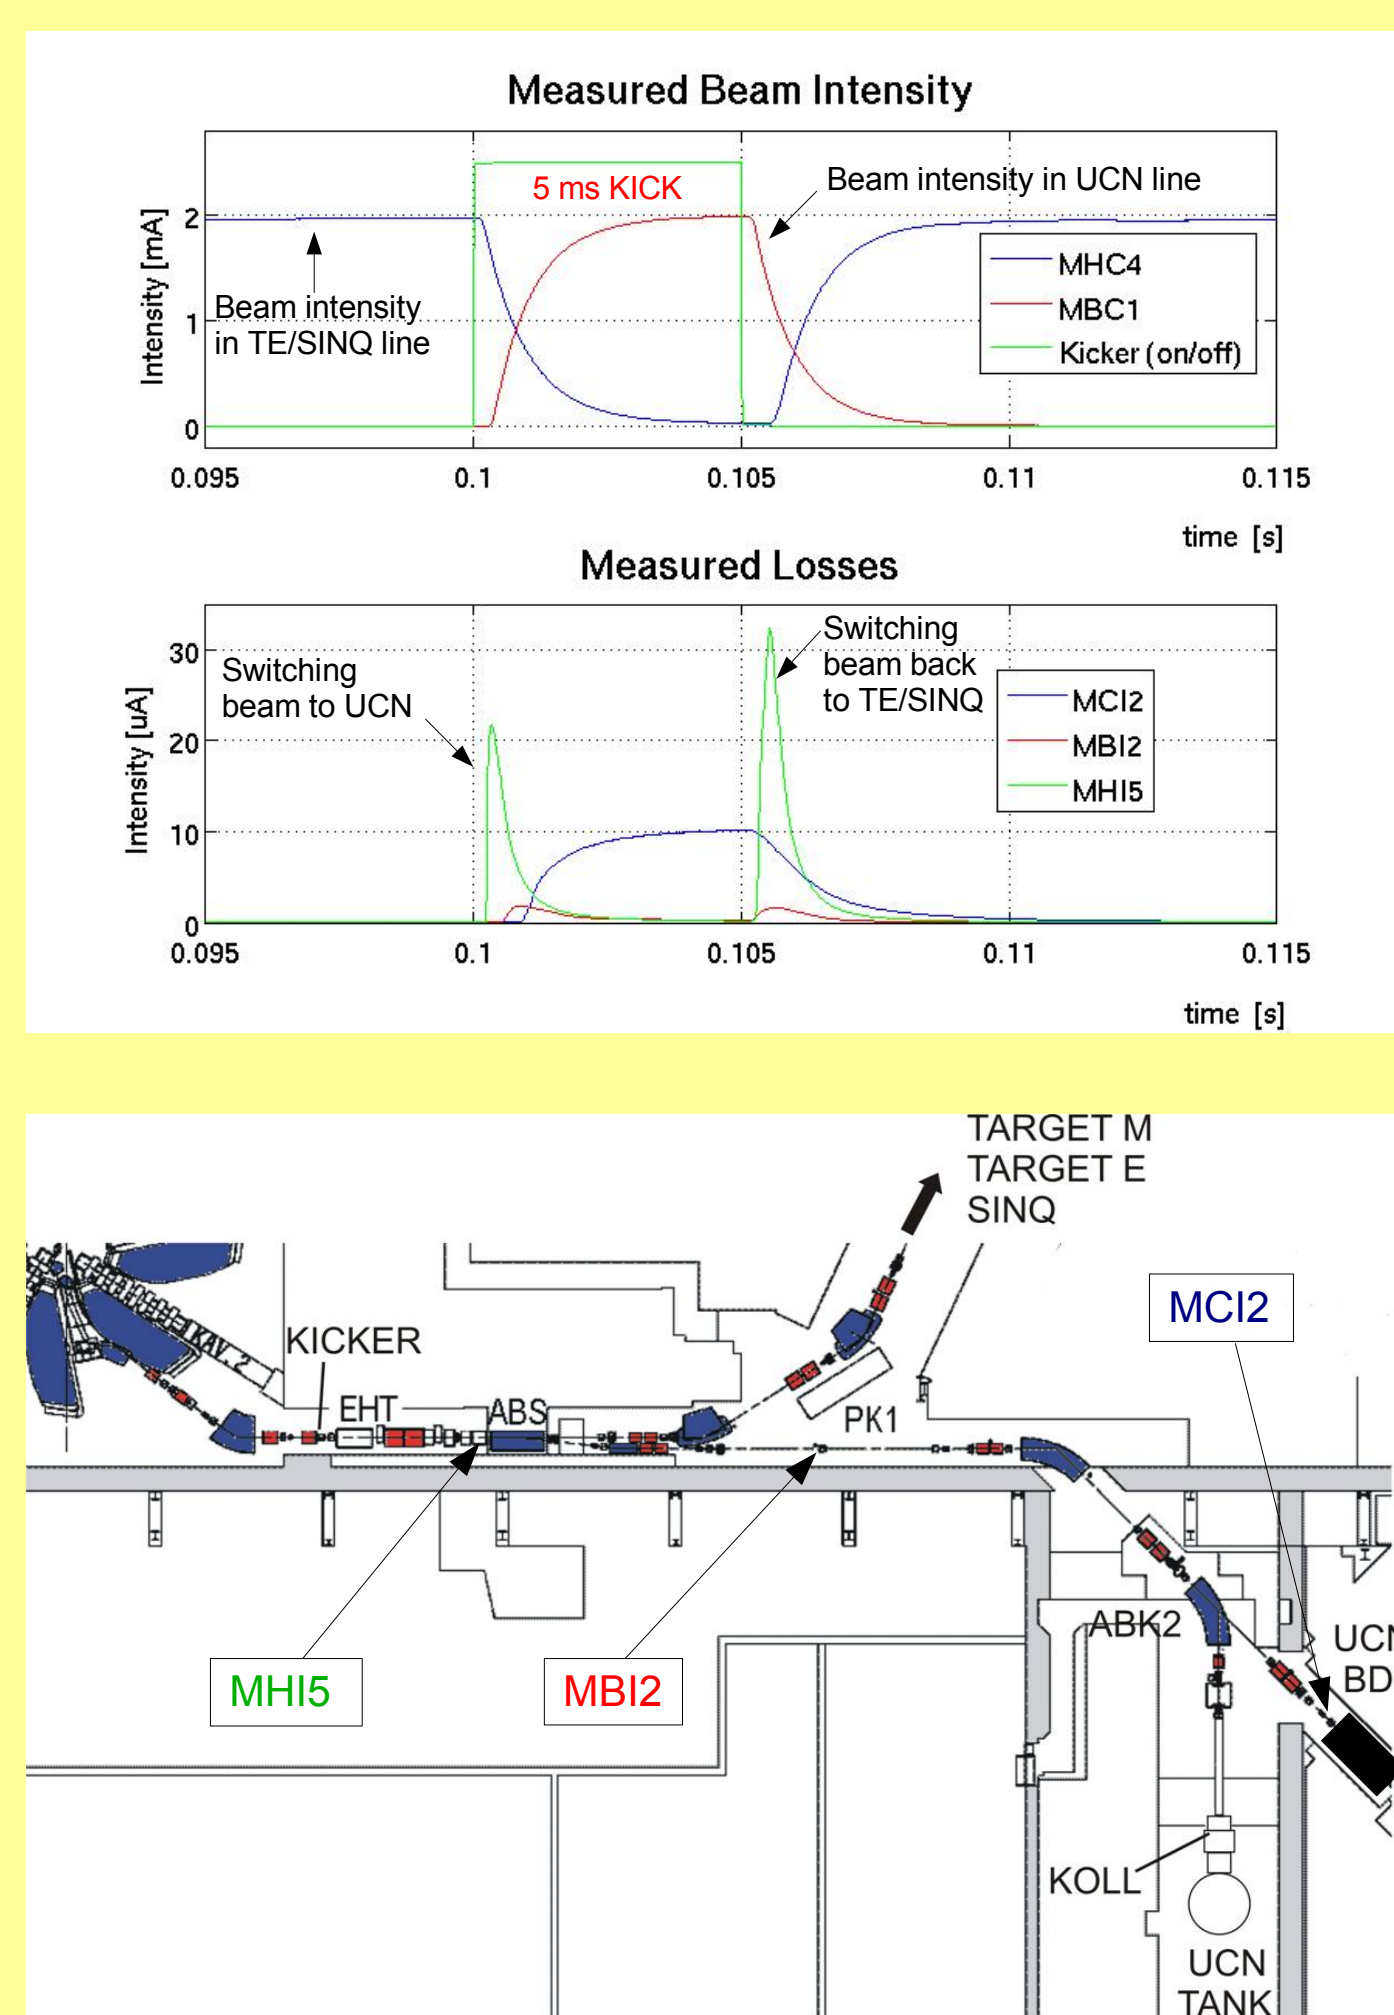 Measured Beam Intensity
5 ms KICK
Beam intensity in UCN line
Beam intensity
in TE/SINQ line
Intensity [mA]
2
1
0
MHC4
MBC1
Kicker (on/off)
0.095
0.1
0.105
0.11
0.115
time [s]
Measured Losses
Switching
beam to UCN
Switching
beam back
to TE/SINQ
Intensity [uA]
30
20
10
0
MCI2
MBI2
MHI5
0.095
0.1
0.105
0.11
0.115
time [s]
TARGET M
TARGET E
SINQ
MCI2
KAV. 2
KICKER
EHT
ABS
PK1
ABK2
MHI5
MBI2
UCN
BD
KOLL
UCN
TANK